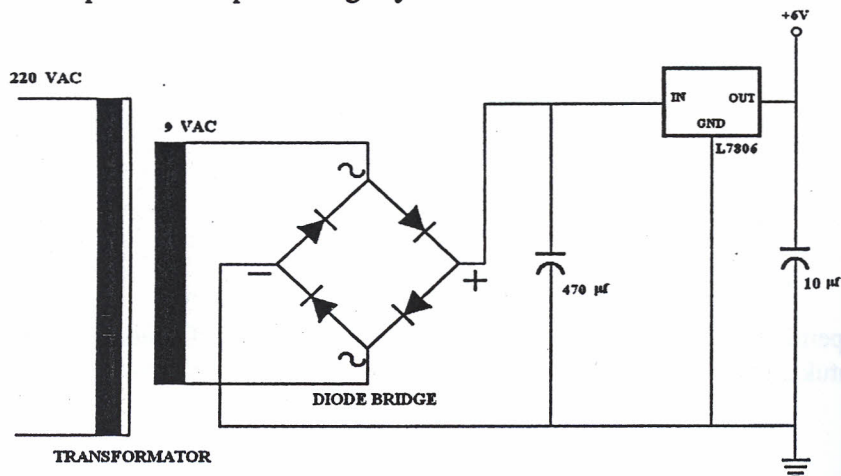 +6V
220 VAC
9 VAC
IN OUT
GND
L7806
470 µf
10 µf
DIODE BRIDGE
TRANSFORMATOR